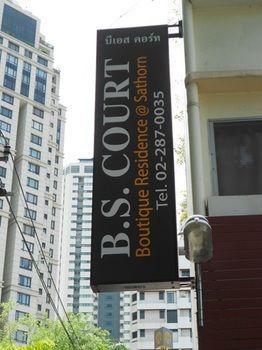 บีเอส คอร์ท
B.S. COURT
Boutique Residence @ Sathorn
Tel. 02-287-0035